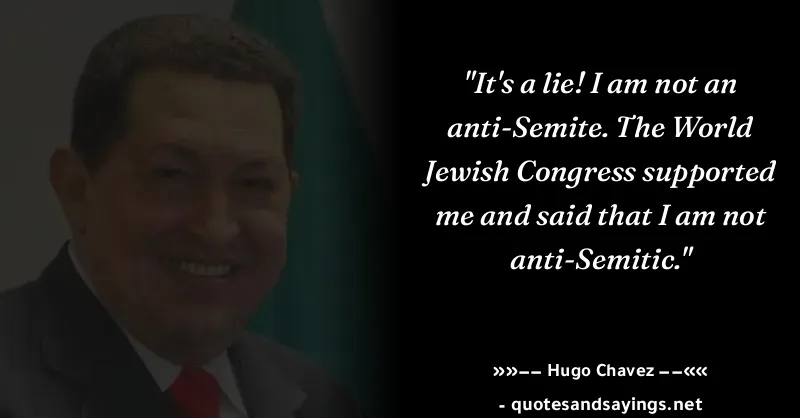 "It's a lie! I am not an
anti-Semite. The World
Jewish Congress supported
me and said that I am not
anti-Semitic."
»»–– Hugo Chavez ––««
- quotesandsayings.net